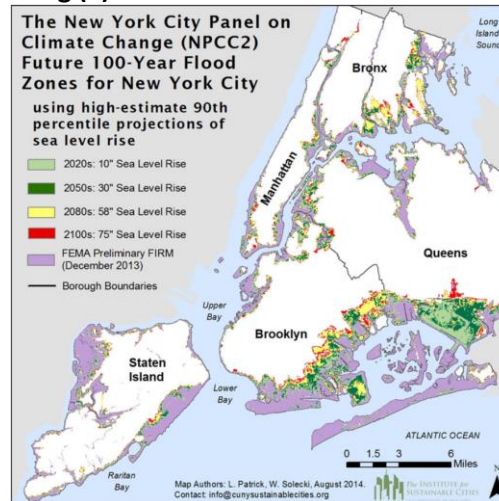 The New York City Panel on
Climate Change (NPCC2)
Future 100-Year Flood
Zones for New York City
using high-estimate 90th
percentile projections of
sea level rise
2020s: 10" Sea Level Rise
2050s: 30" Sea Level Rise
2080s: 58" Sea Level Rise
2100s: 75" Sea Level Rise
FEMA Preliminary FIRM
(December 2013)
Borough Boundaries
Long
Island
Sound
Bronx
Manhattan
Queens
Upper
Bay
Brooklyn
Staten
Island
Lower
Bay
Raritan
Bay
ATLANTIC OCEAN
0 1.5 3 6
Miles
N
Map Authors: L. Patrick, W. Solecki, August 2014.
Contact: info@cunysustainablecities.org
The INSTITUTE for
SUSTAINABLE CITIES